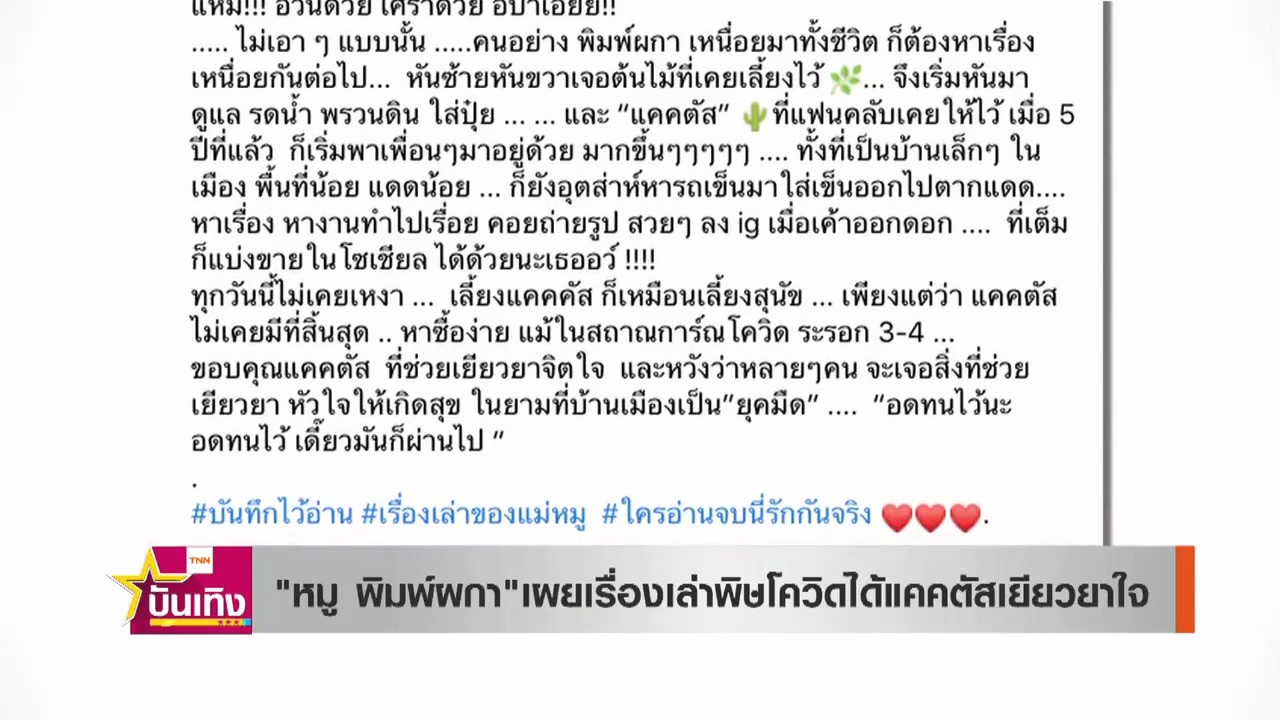 แหม!!! อ้วนด้วย เศร้าด้วย อีบ้าเอ้ยย!!
..... ไม่เอา ๆ แบบนั้น .....คนอย่าง พิมพ์ผกา เหนื่อยมาทั้งชีวิต ก็ต้องหาเรื่อง
เหนื่อยกันต่อไป... หันซ้ายหันขวาเจอต้นไม้ที่เคยเลี้ยงไว้ 🌿... จึงเริ่มหันมา
ดูแล รดน้ำ พรวนดิน ใส่ปุ๋ย ... ... และ “แคคตัส” 🌵ที่แฟนคลับเคยให้ไว้ เมื่อ 5
ปีที่แล้ว ก็เริ่มพาเพื่อนๆมาอยู่ด้วย มากขึ้นๆๆๆๆๆ .... ทั้งที่เป็นบ้านเล็กๆ ใน
เมือง พื้นที่น้อย แดดน้อย ... ก็ยังอุตส่าห์หารถเข็นมาใส่เข็นออกไปตากแดด....
หาเรื่อง หางานทำไปเรื่อย คอยถ่ายรูป สวยๆ ลง ig เมื่อเค้าออกดอก .... ที่เต็ม
ก็แบ่งขายในโซเชียล ได้ด้วยนะเธออว์ !!!!
ทุกวันนี้ไม่เคยเหงา ... เลี้ยงแคคคัส ก็เหมือนเลี้ยงสุนัข ... เพียงแต่ว่า แคคตัส
ไม่เคยมีที่สิ้นสุด .. หาซื้อง่าย แม้ในสถาณการ์ณโควิด ระรอก 3-4 ...
ขอบคุณแคคตัส ที่ช่วยเยียวยาจิตใจ และหวังว่าหลายๆคน จะเจอสิ่งที่ช่วย
เยียวยา หัวใจให้เกิดสุข ในยามที่บ้านเมืองเป็น”ยุคมืด” .... “อดทนไว้นะ
อดทนไว้ เดี๊ยวมันก็ผ่านไป “
.
#บันทึกไว้อ่าน #เรื่องเล่าของแม่หมู #ใครอ่านจบนี่รักกันจริง ❤️❤️❤️.
TNN
บันเทิง
"หมู พิมพ์ผกา"เผยเรื่องเล่าพิษโควิดได้แคคตัสเยียวยาใจ